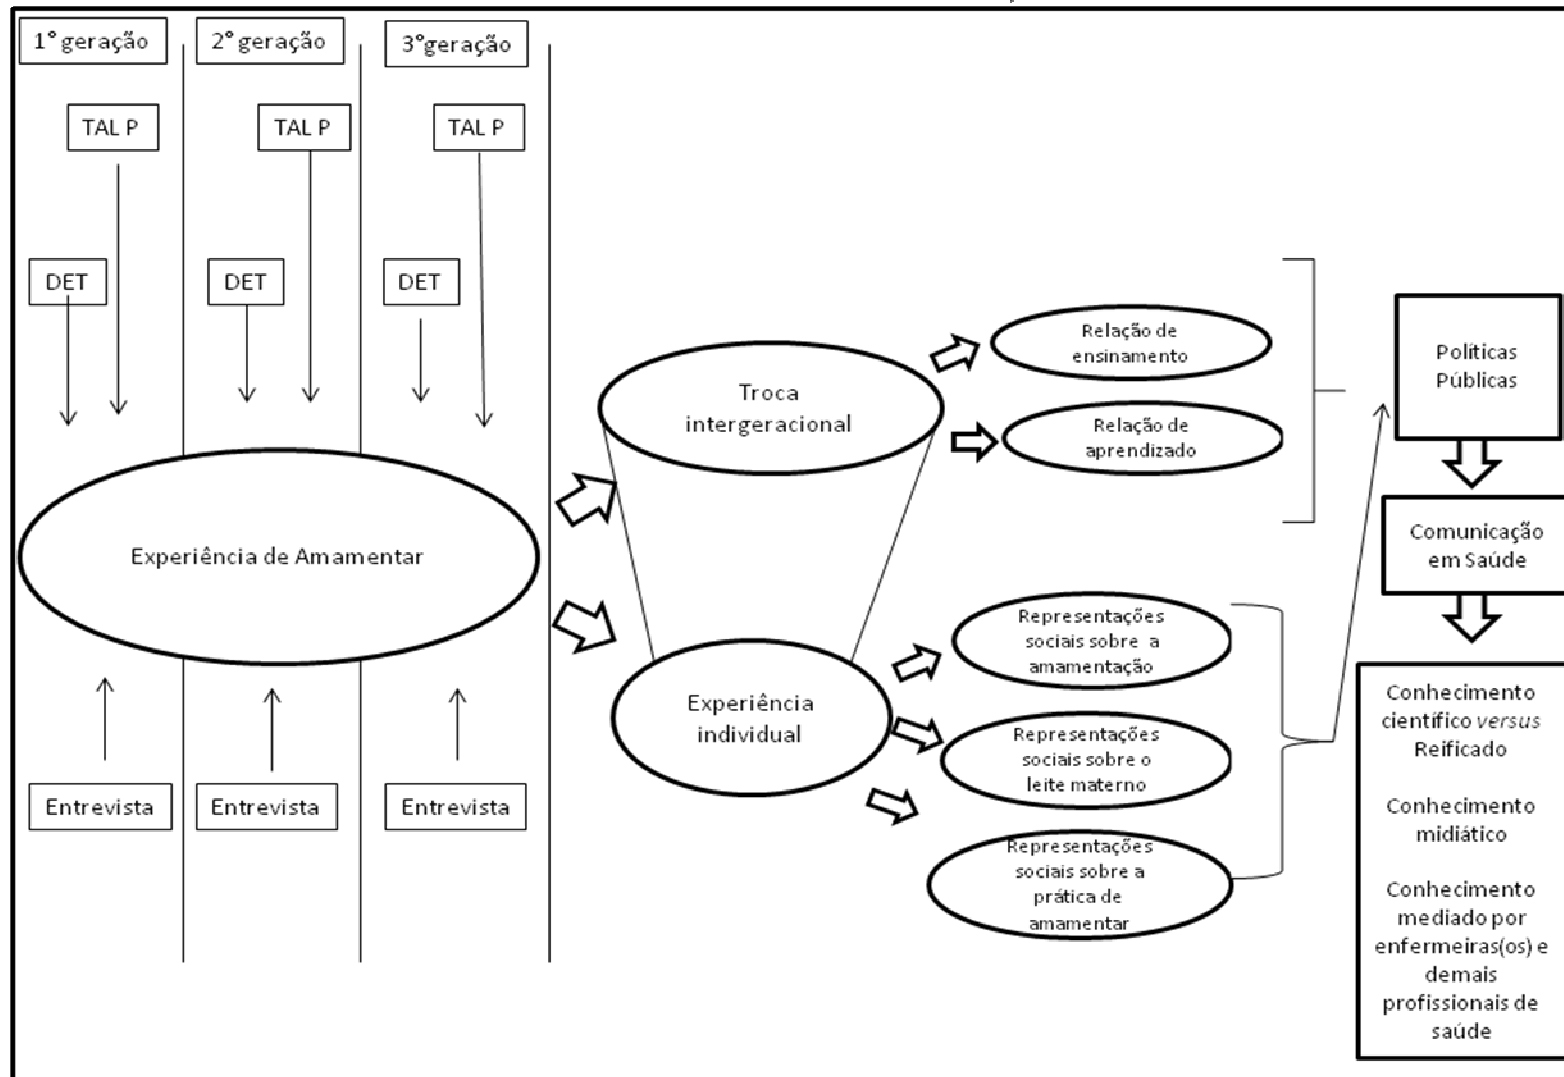 1° geração
2° geração
3°geração
TAL P
TAL P
TAL P
DET
DET
DET
Experiência de Amamentar
Entrevista
Entrevista
Entrevista
Troca
intergeracional
Experiência
individual
Relação de
ensinamento
Relação de
aprendizado
Representações
sociais sobre a
amamentação
Representações
sociais sobre o
leite materno
Representações
sociais sobre a
prática de
amamentar
Políticas
Públicas
Comunicação
em Saúde
Conhecimento
científico versus
Reificado
Conhecimento
midiático
Conhecimento
mediado por
enfermeiras(os) e
demais
profissionais de
saúde